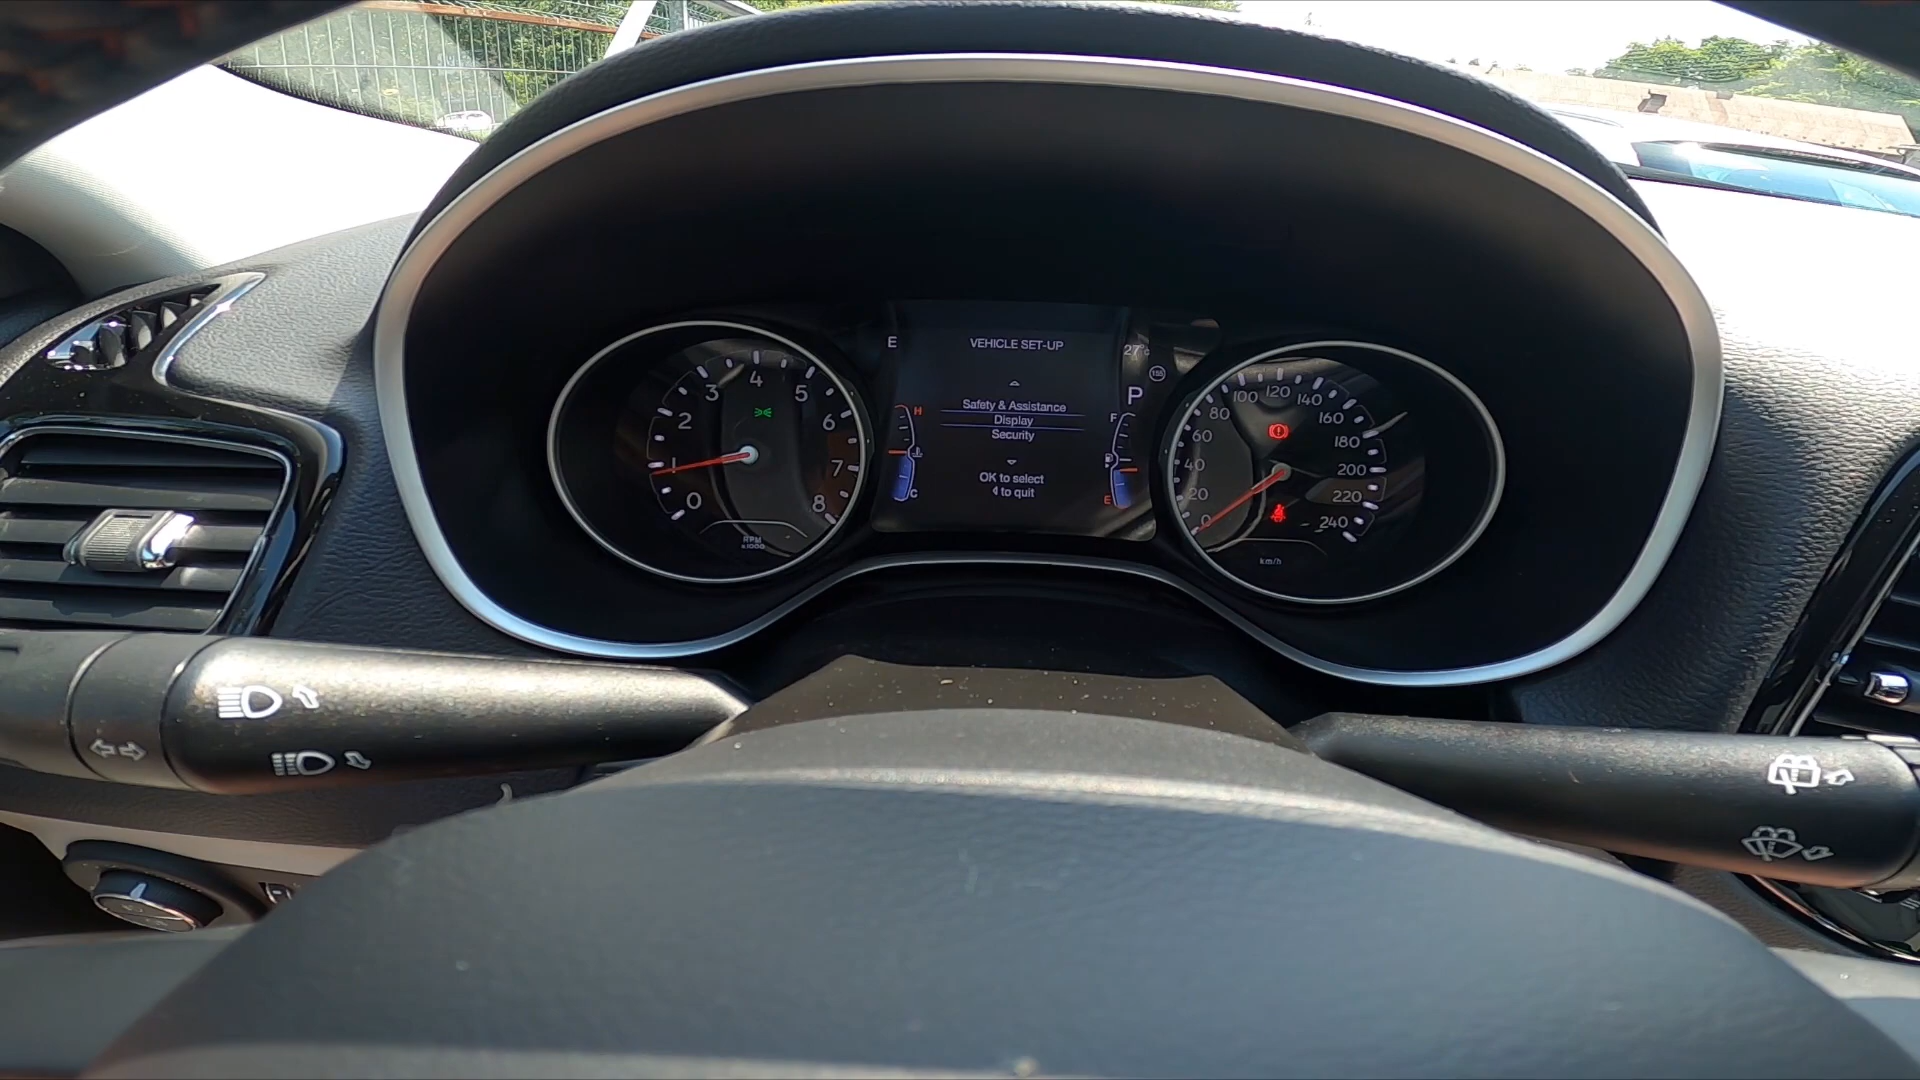 E
VEHICLE SET-UP
27°c
155
P
Safety & Assistance
Display
Security
OK to select
to quit
H
C
F
E
0
1
2
3
4
5
6
7
8
RPM
x1000
0
20
40
60
80
100
120
140
160
180
200
220
240
km/h